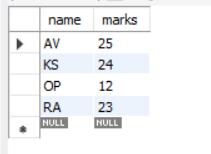 name marks
AV 25
KS 24
OP 12
RA 23
NULL NULL